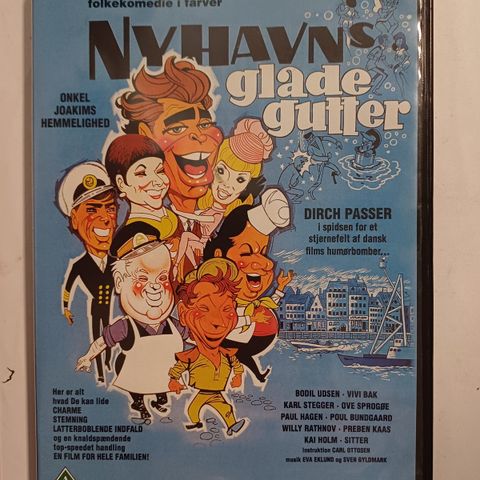 folkekomedie i farver
NYHAVNS
glade
gutter
ONKEL
JOAKIMS
HEMMELIGHED
DIRCH PASSER
i spidsen for et
stjernefelt af dansk
films humørbomber...
Her er alt
hvad De kan lide
CHARME
STEMNING
LATTERBOBLENDE INDFALD
og en knaldspændende
top-speedet handling
EN FILM FOR HELE FAMILIEN!
BODIL UDSEN · VIVI BAK
KARL STEGGER · OVE SPROGØE
PAUL HAGEN · POUL BUNDGAARD
WILLY RATHNOV · PREBEN KAAS
KAI HOLM · SITTER
instruktion CARL OTTOSEN
musik EVA EKLUND og SVEN GYLDMARK
A